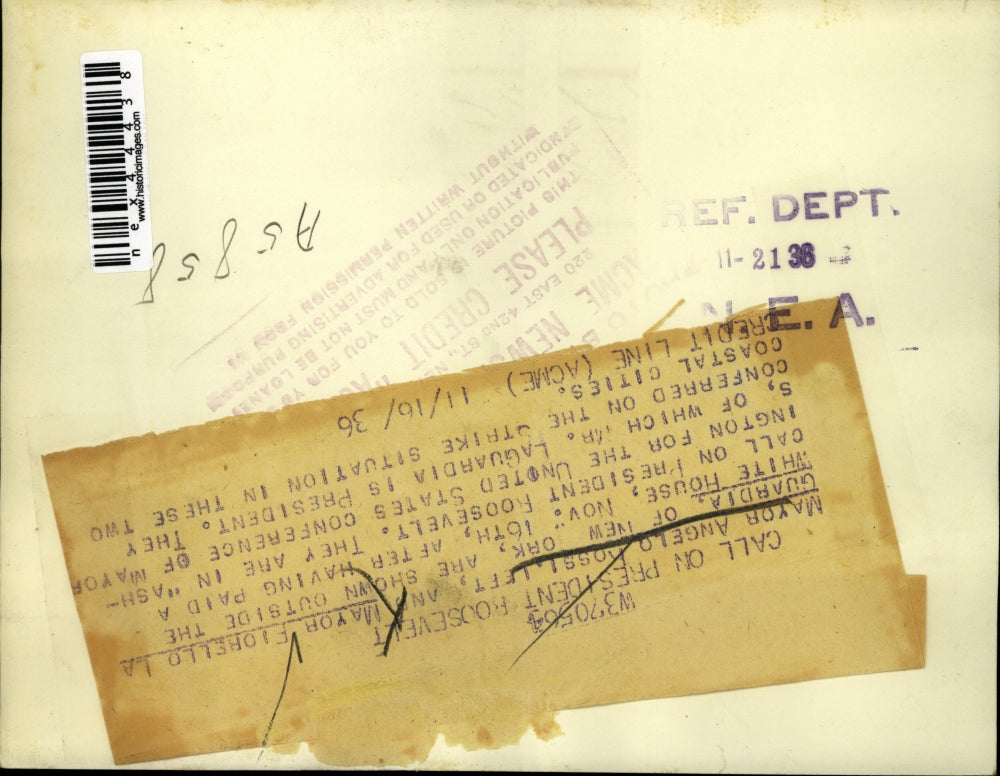 nex44438
www.historicimages.com
A5858
REF. DEPT.
11-21 36
N. E. A.
ACME NEWS
220 EAST 42ND ST., NE
PLEASE CREDIT
THIS PICTURE IS SOLD TO YOU FOR
PUBLICATION ONLY AND MUST NOT BE LOANED
SYNDICATED OR USED FOR ADVERTISING PURPOSES
WITHOUT WRITTEN PERMISSION FROM
W370564
CALL ON PRESIDENT ROOSEVELT
MAYOR ANGELO ROSSI, LEFT, AND MAYOR FIORELLO LA
GUARDIA, OF NEW YORK, ARE SHOWN OUTSIDE THE
WHITE HOUSE, NOV. 16TH, AFTER HAVING PAID A
CALL ON PRESIDENT ROOSEVELT. THEY ARE IN WASH-
INGTON FOR THE UNITED STATES CONFERENCE OF MAYOR
S, OF WHICH MR. LAGUARDIA IS PRESIDENT. THEY
CONFERRED ON THE STRIKE SITUATION IN THESE TWO
COASTAL CITIES.
CREDIT LINE (ACME) 11/16/36